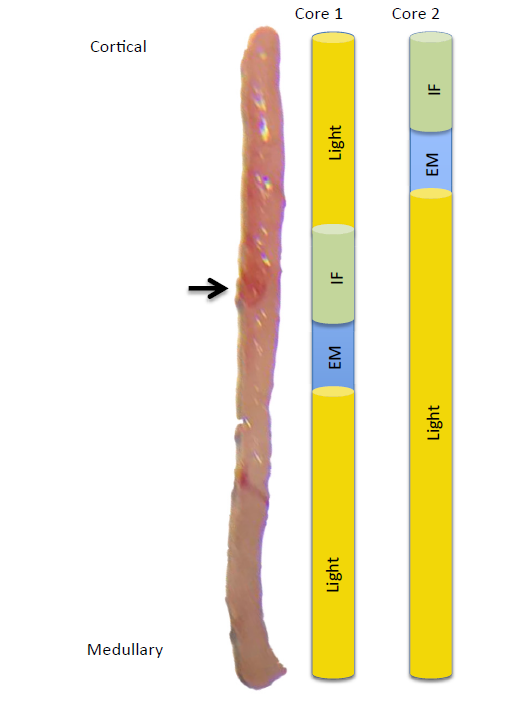 Core 1
Core 2
Cortical
Light
IF
EM
Light
IF
EM
Light
Medullary